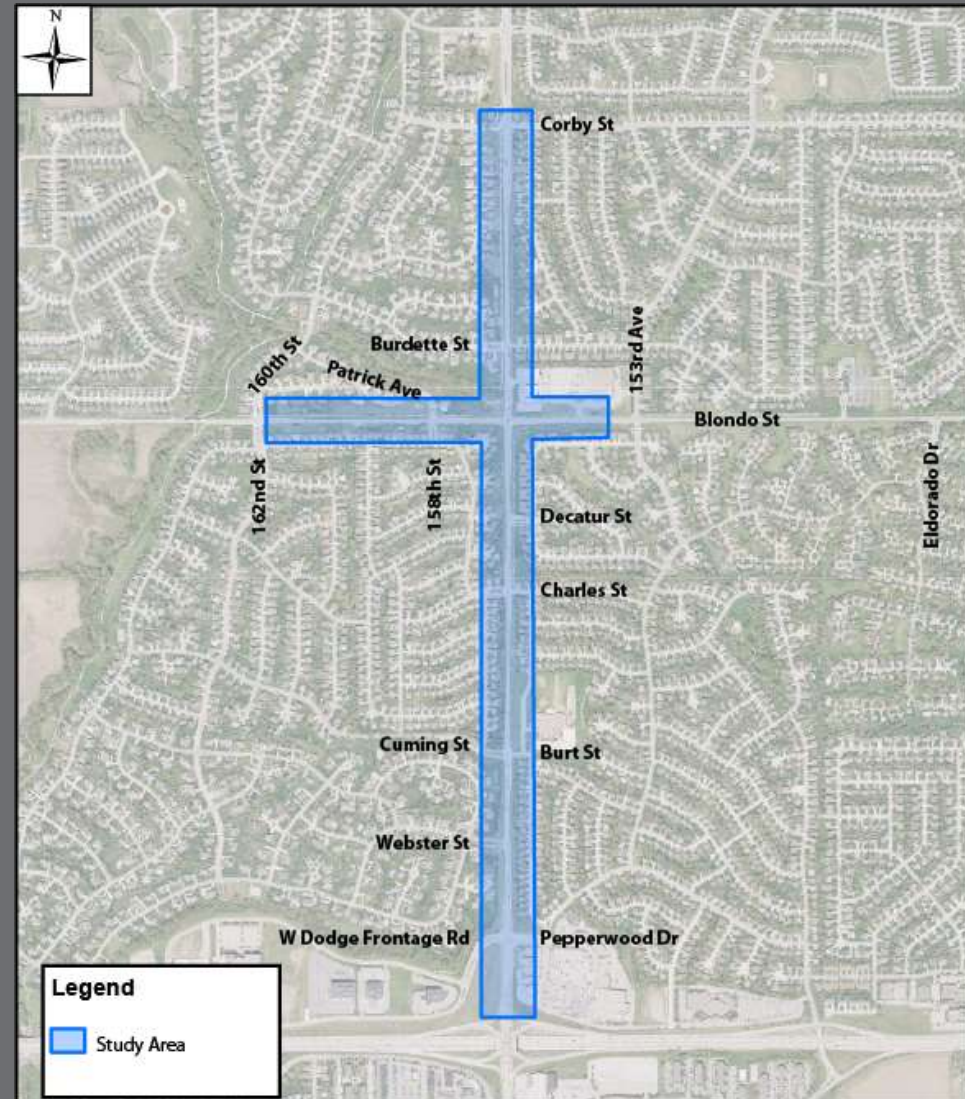 N
Corby St
Burdette St
153rd Ave
160th St
Patrick Ave
Blondo St
162nd St
158th St
Eldorado Dr
Decatur St
Charles St
Cuming St
Burt St
Webster St
W Dodge Frontage Rd
Pepperwood Dr
Legend
Study Area